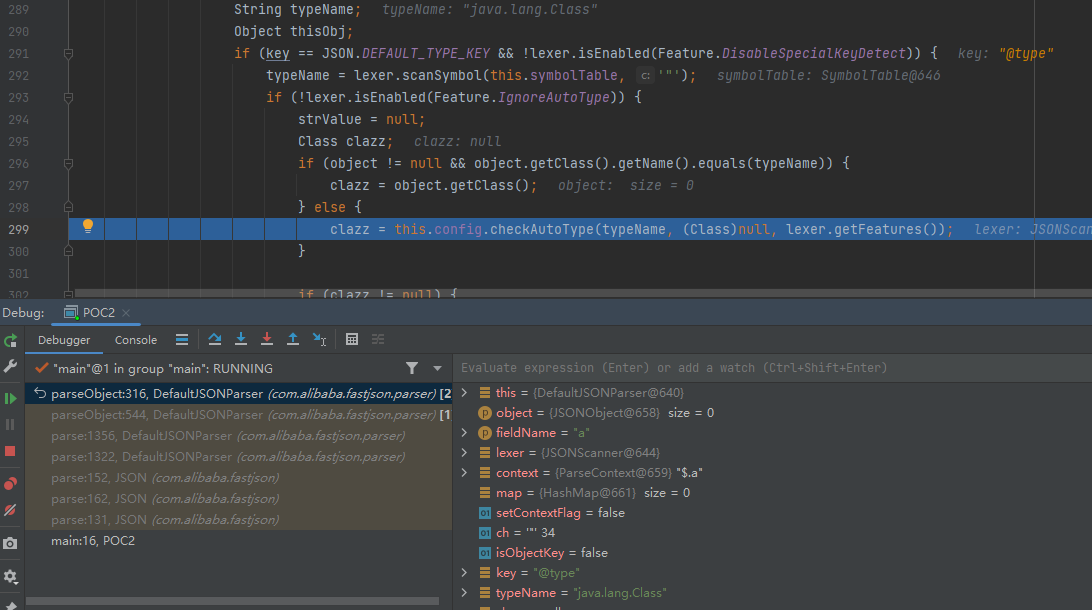 289 String typeName; typeName: "java.lang.Class"
290 Object thisObj;
291 if (key == JSON.DEFAULT_TYPE_KEY && !lexer.isEnabled(Feature.DisableSpecialKeyDetect)) { key: "@type"
292 typeName = lexer.scanSymbol(this.symbolTable, c: '"'); symbolTable: SymbolTable@646
293 if (!lexer.isEnabled(Feature.IgnoreAutoType)) {
294 strValue = null;
295 Class clazz; clazz: null
296 if (object != null && object.getClass().getName().equals(typeName)) {
297 clazz = object.getClass(); object: size = 0
298 } else {
299 clazz = this.config.checkAutoType(typeName, (Class)null, lexer.getFeatures()); lexer: JSONScan
300 }
301
302 if (clazz != null) {
Debug: POC2
Debugger Console
"main"@1 in group "main": RUNNING
parseObject:316, DefaultJSONParser (com.alibaba.fastjson.parser) [2
parseObject:544, DefaultJSONParser (com.alibaba.fastjson.parser) [1
parse:1356, DefaultJSONParser (com.alibaba.fastjson.parser)
parse:1322, DefaultJSONParser (com.alibaba.fastjson.parser)
parse:152, JSON (com.alibaba.fastjson)
parse:162, JSON (com.alibaba.fastjson)
parse:131, JSON (com.alibaba.fastjson)
main:16, POC2
Evaluate expression (Enter) or add a watch (Ctrl+Shift+Enter)
this = {DefaultJSONParser@640}
object = {JSONObject@658} size = 0
fieldName = "a"
lexer = {JSONScanner@644}
context = {ParseContext@659} "$.a"
map = {HashMap@661} size = 0
setContextFlag = false
ch = '"' 34
isObjectKey = false
key = "@type"
typeName = "java.lang.Class"